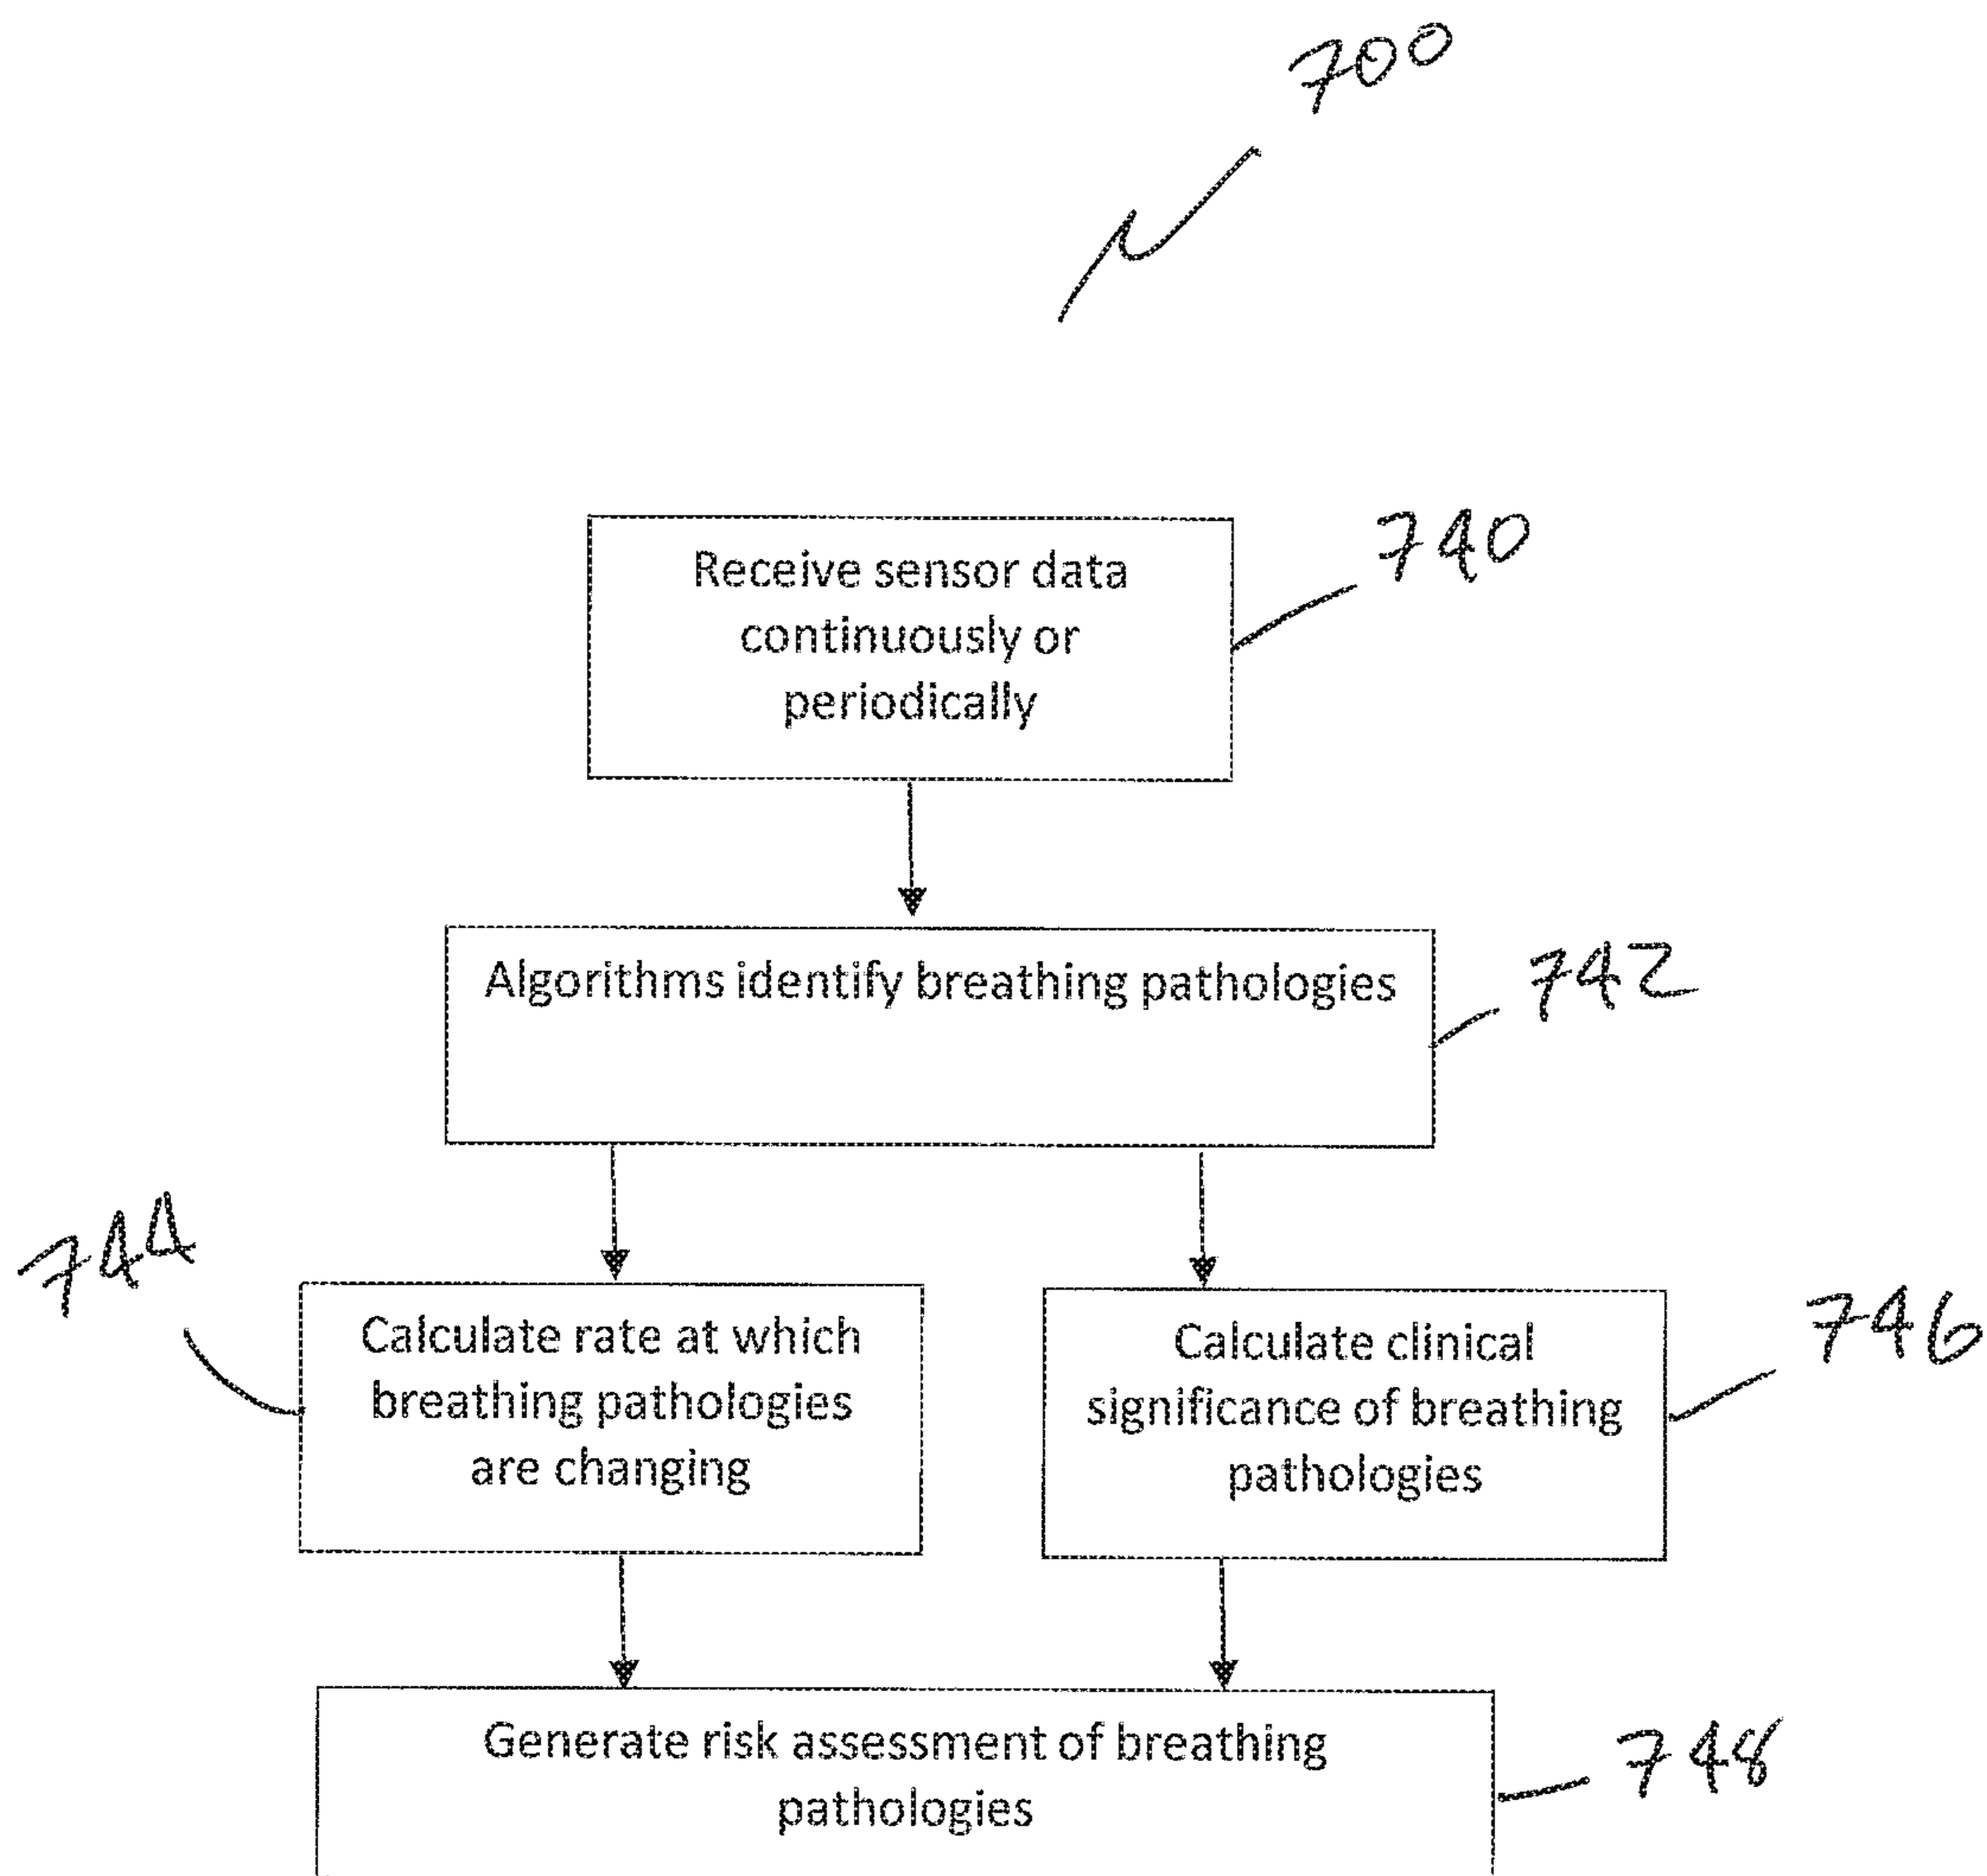 700
Receive sensor data
continuously or
periodically
740
Algorithms identify breathing pathologies
742
744
Calculate rate at which
breathing pathologies
are changing
Calculate clinical
significance of breathing
pathologies
746
Generate risk assessment of breathing
pathologies
748